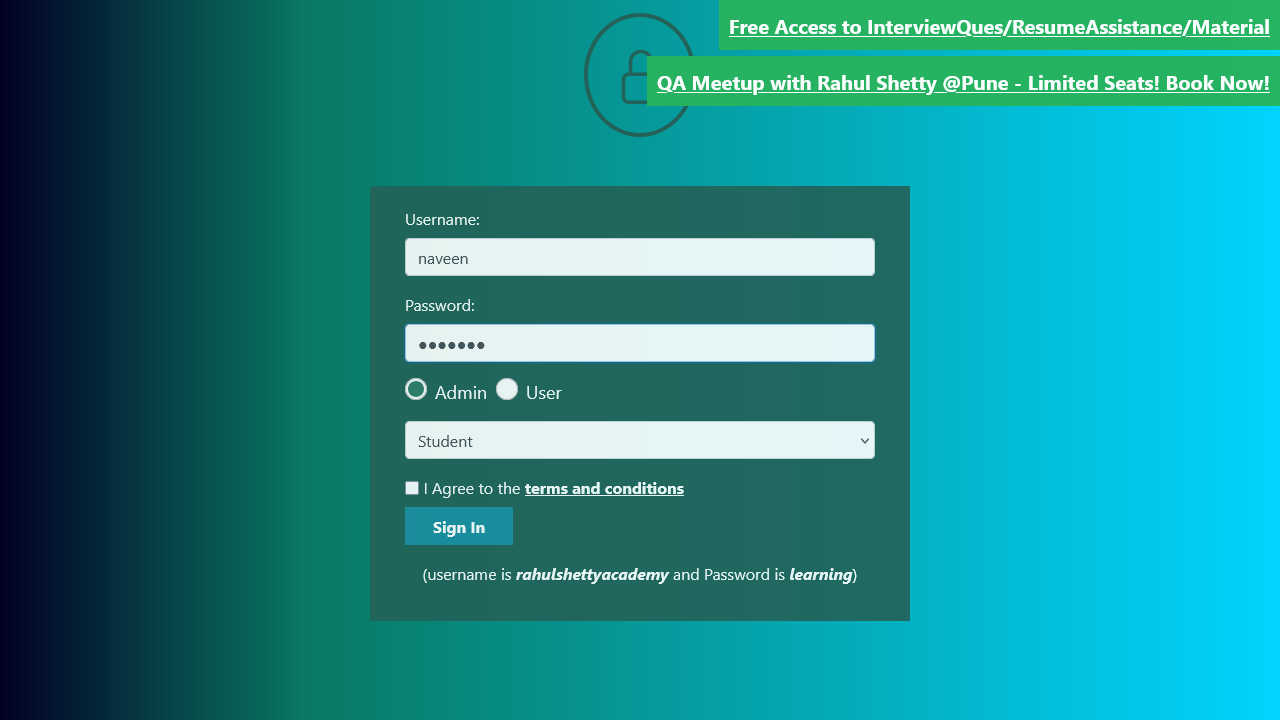 Free Access to InterviewQues/ResumeAssistance/Material
QA Meetup with Rahul Shetty @Pune - Limited Seats! Book Now!
Username:
naveen
Password:
•••••••
Admin User
Student
I Agree to the terms and conditions
Sign In
(username is rahulshettyacademy and Password is learning)